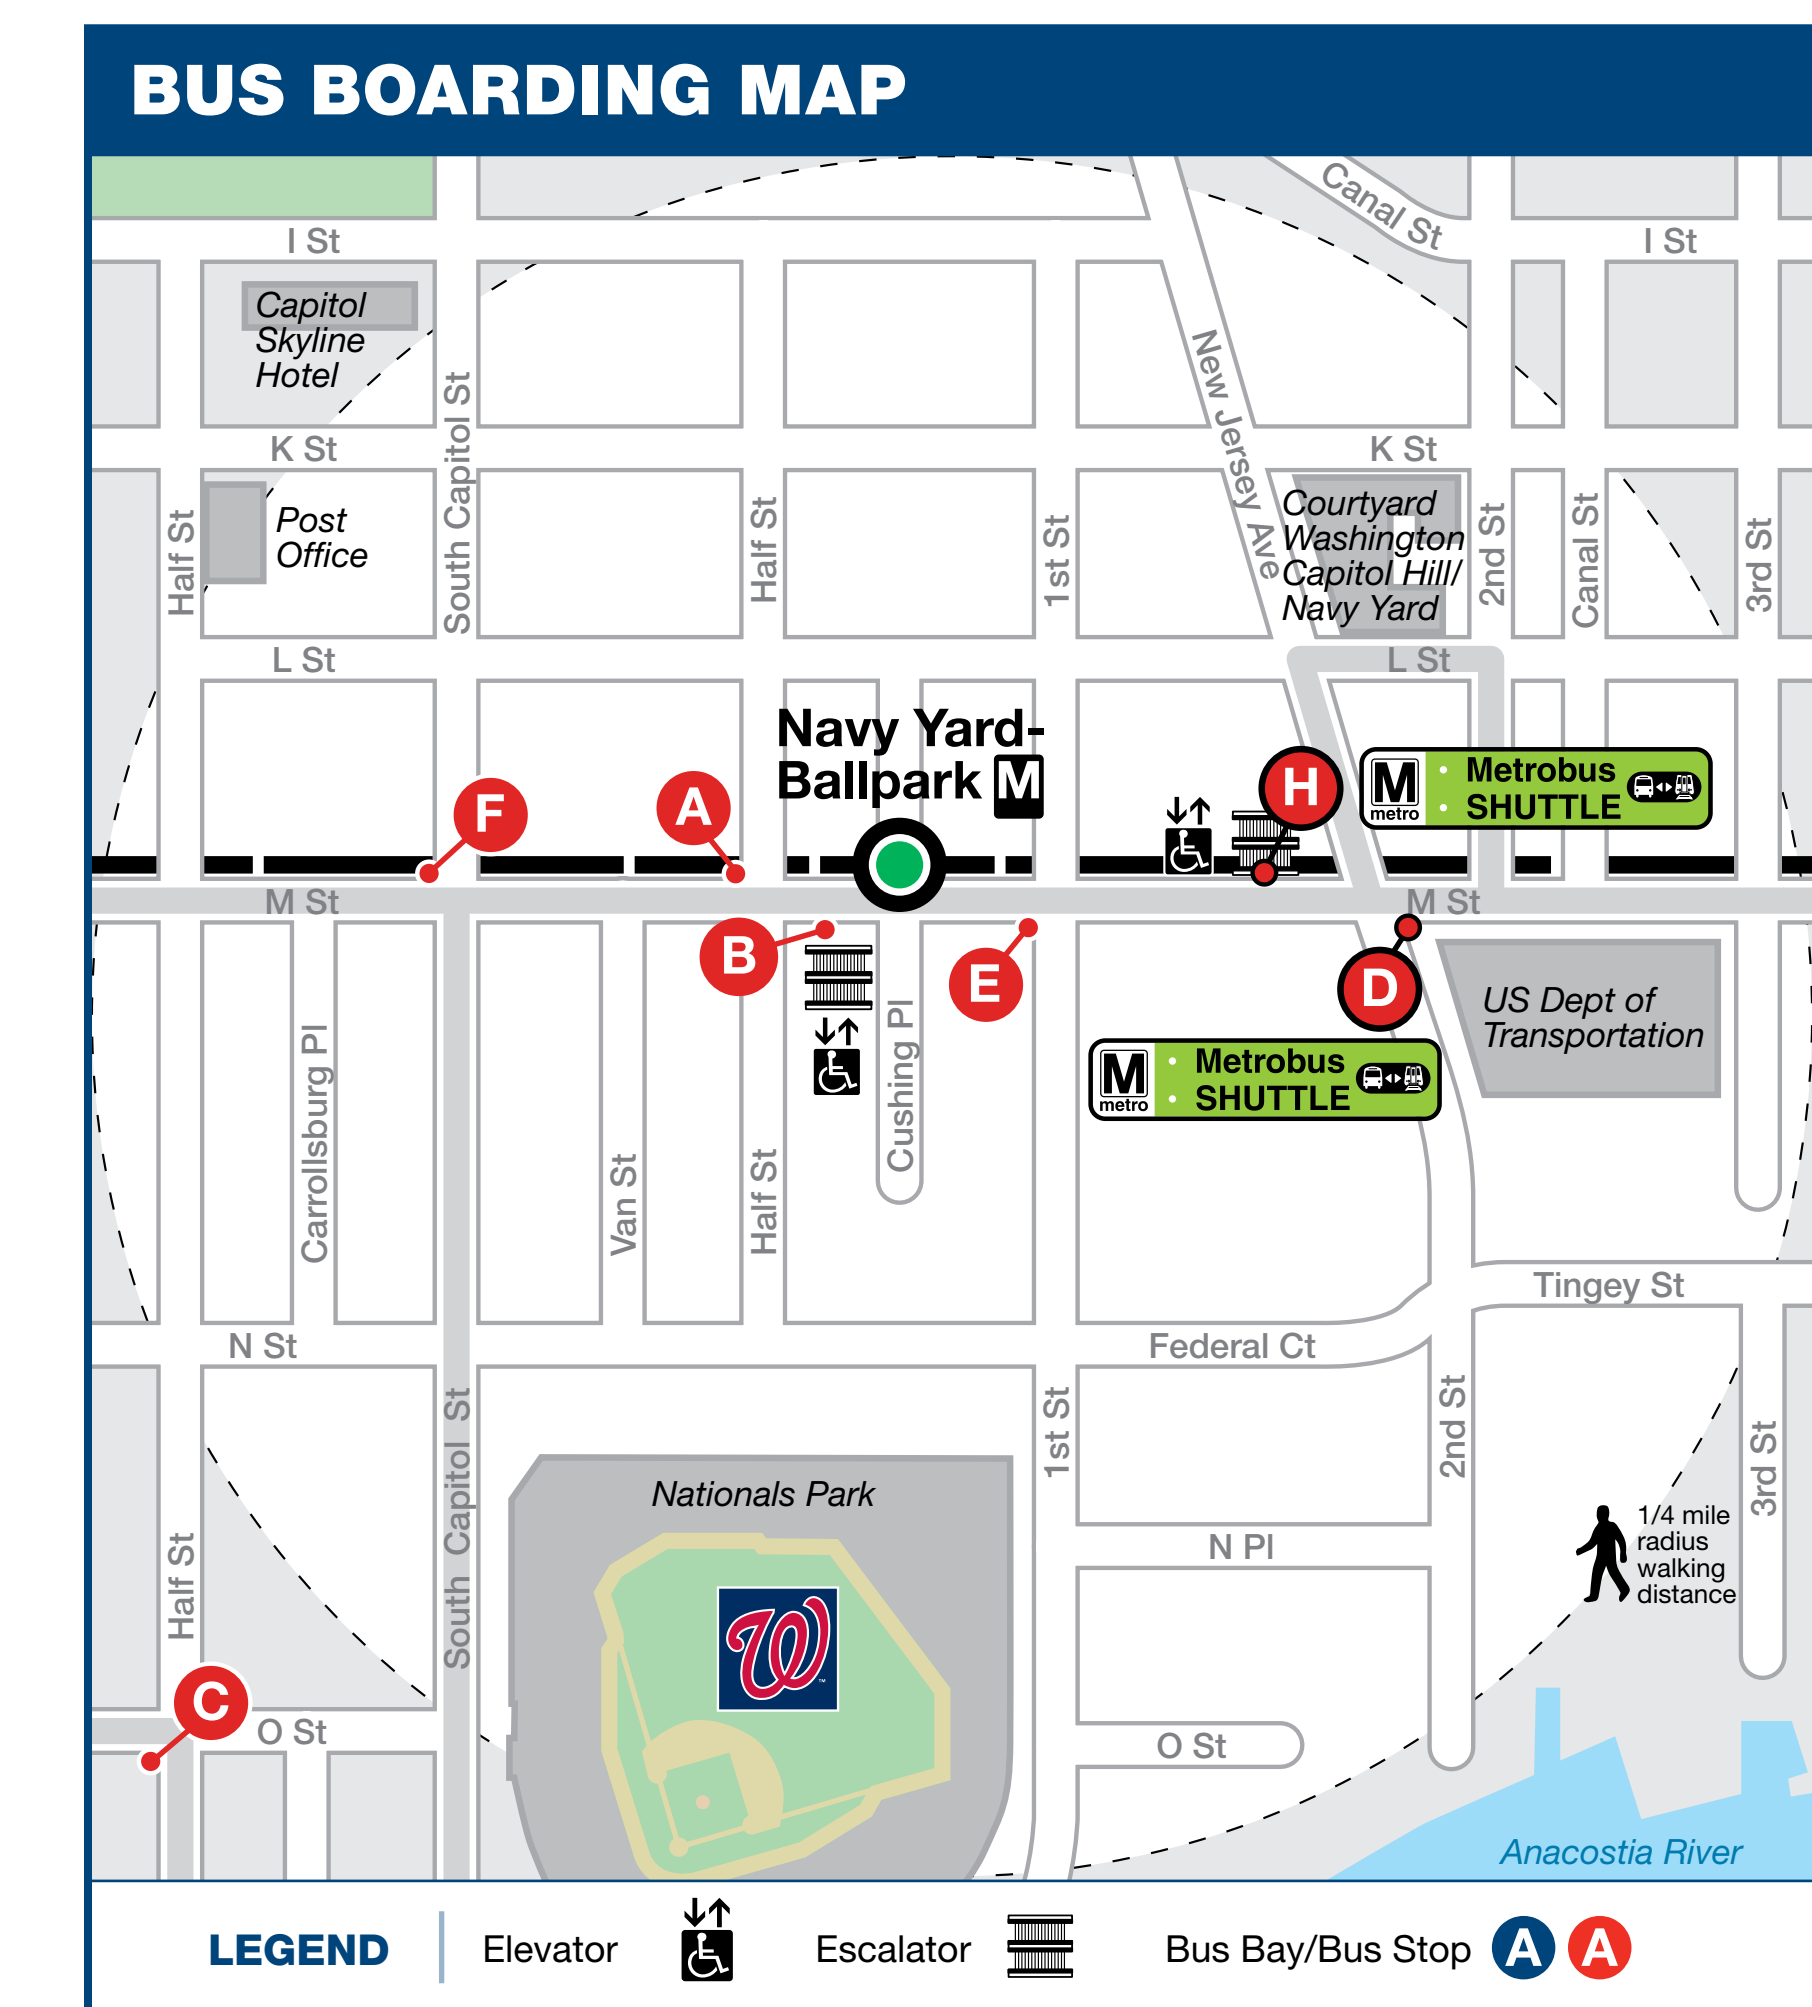 BUS BOARDING MAP
Canal St
I St
I St
Capitol
Skyline
Hotel
New Jersey Ave
South Capitol St
K St
K St
Half St
Post
Office
Half St
1st St
Courtyard
Washington
Capitol Hill/
Navy Yard
2nd St
Canal St
3rd St
L St
L St
Navy Yard-
Ballpark M
F
A
H
M
metro
Metrobus
SHUTTLE
M St
M St
B
E
D
US Dept of
Transportation
M
metro
Metrobus
SHUTTLE
Carrollsburg Pl
Van St
Half St
Cushing Pl
Tingey St
N St
Federal Ct
South Capitol St
1st St
2nd St
3rd St
Nationals Park
W
™
1/4 mile
radius
walking
distance
N Pl
Half St
C
O St
O St
Anacostia River
LEGEND
Elevator
Escalator
Bus Bay/Bus Stop A A